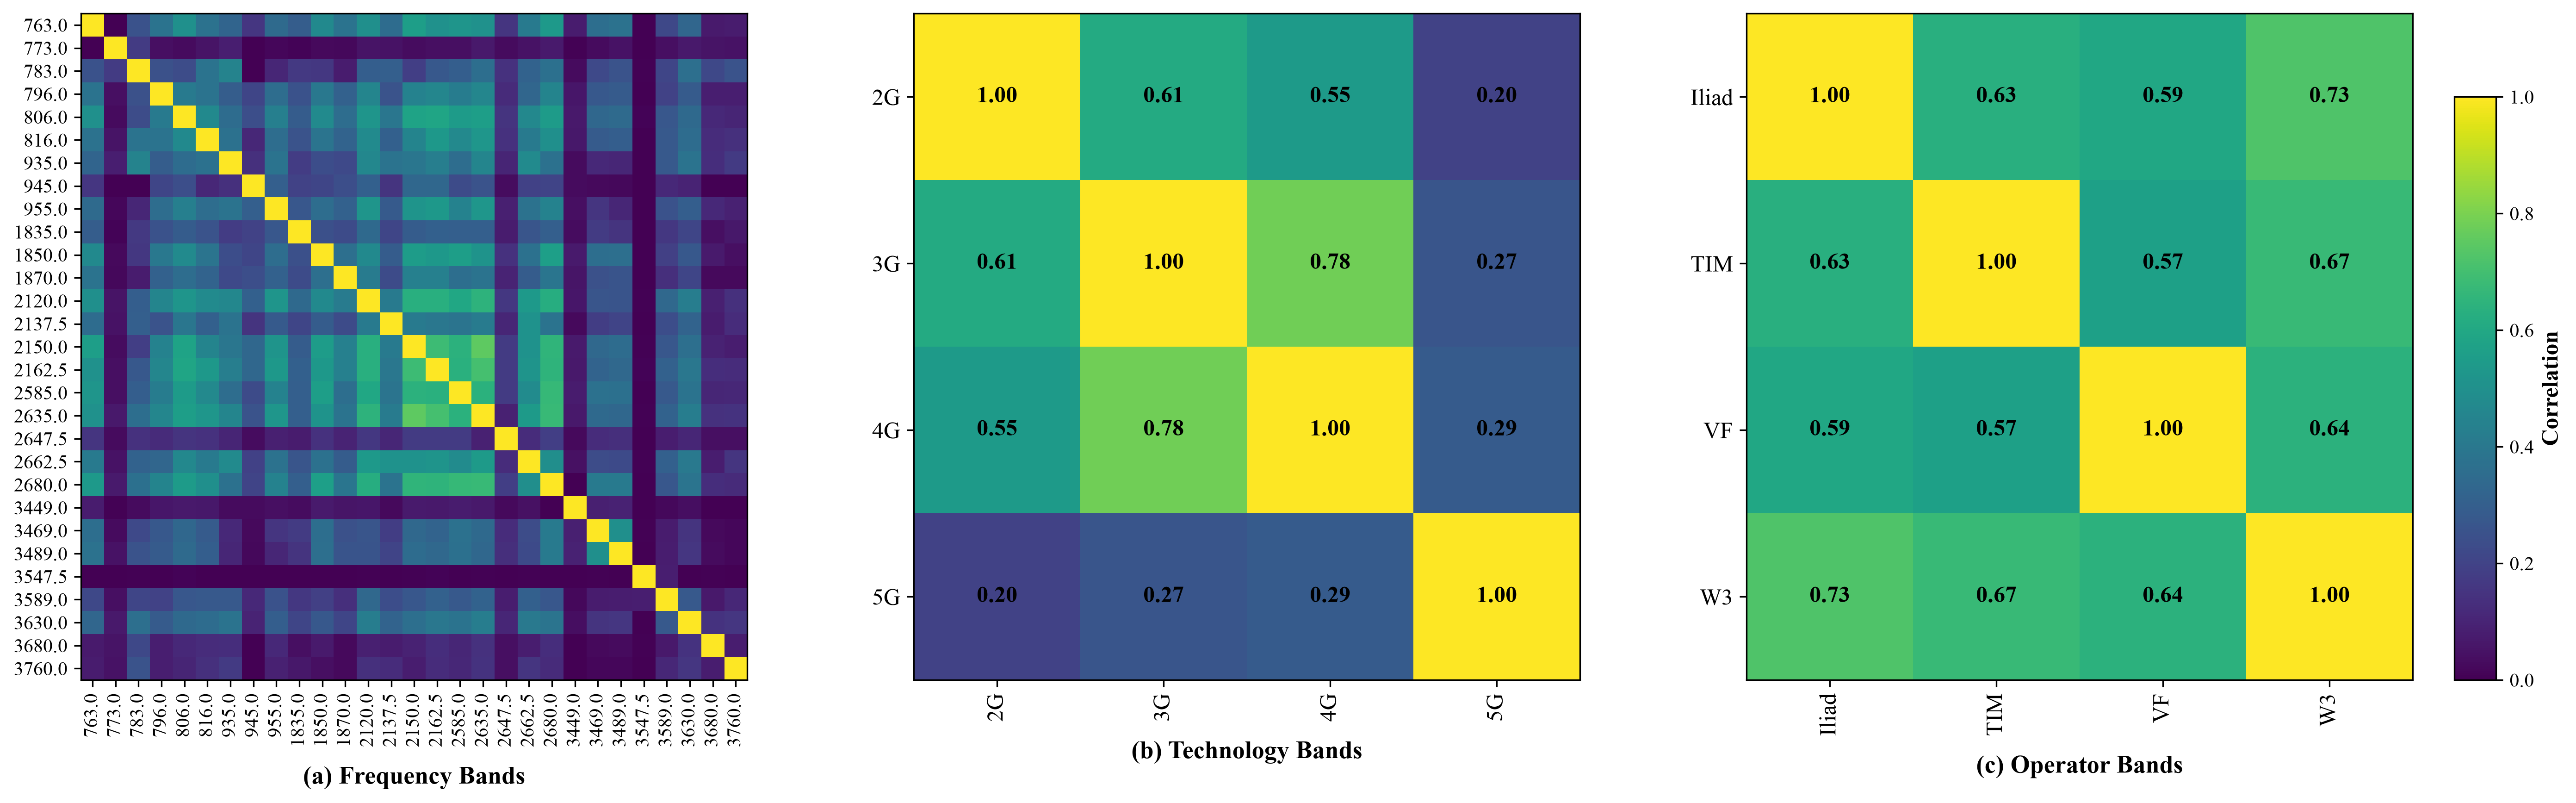 763.0
773.0
783.0
796.0
806.0
816.0
935.0
945.0
955.0
1835.0
1850.0
1870.0
2120.0
2137.5
2150.0
2162.5
2585.0
2635.0
2647.5
2662.5
2680.0
3449.0
3469.0
3489.0
3547.5
3589.0
3630.0
3680.0
3760.0
763.0 773.0 783.0 796.0 806.0 816.0 935.0 945.0 955.0 1835.0 1850.0 1870.0 2120.0 2137.5 2150.0 2162.5 2585.0 2635.0 2647.5 2662.5 2680.0 3449.0 3469.0 3489.0 3547.5 3589.0 3630.0 3680.0 3760.0
(a) Frequency Bands
2G 1.00 0.61 0.55 0.20
3G 0.61 1.00 0.78 0.27
4G 0.55 0.78 1.00 0.29
5G 0.20 0.27 0.29 1.00
2G 3G 4G 5G
(b) Technology Bands
Iliad 1.00 0.63 0.59 0.73
TIM 0.63 1.00 0.57 0.67
VF 0.59 0.57 1.00 0.64
W3 0.73 0.67 0.64 1.00
Iliad TIM VF W3
(c) Operator Bands
1.0
0.8
0.6
0.4
0.2
0.0
Correlation